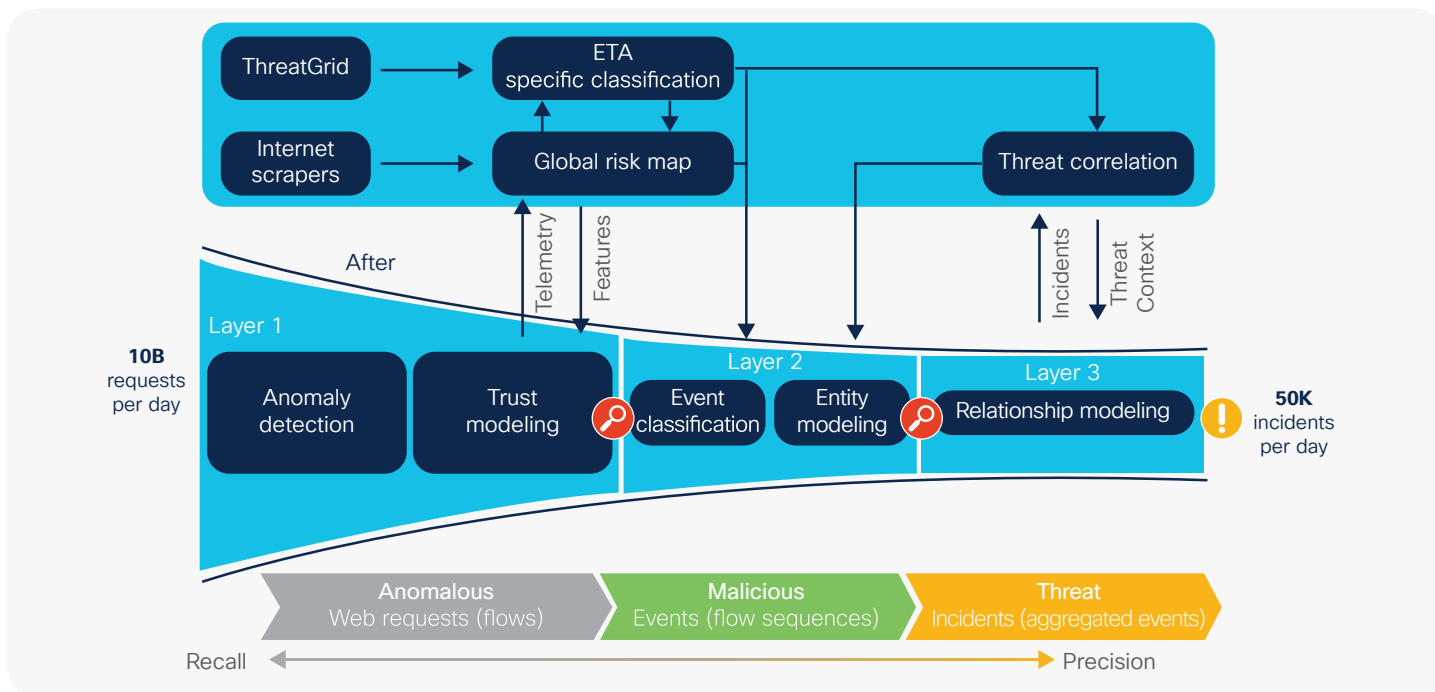 ThreatGrid
ETA
specific classification
Internet
scrapers
Global risk map
Threat correlation
After
Telemetry
Features
Incidents
Threat
Context
Layer 1
10B
requests
per day
Anomaly
detection
Trust
modeling
Layer 2
Event
classification
Entity
modeling
Layer 3
Relationship modeling
50K
incidents
per day
Anomalous
Web requests (flows)
Malicious
Events (flow sequences)
Threat
Incidents (aggregated events)
Recall
Precision